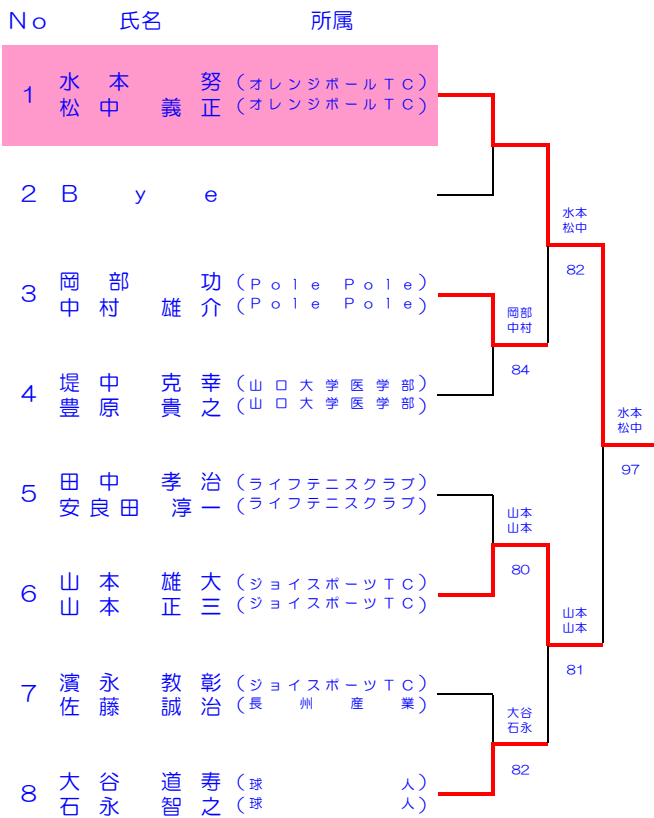 No 氏名 所属
1 水本 努 (オレンジボールTC)
松中 義正 (オレンジボールTC)
2 Bye
水本
松中
82
3 岡部 功 (Pole Pole)
中村 雄介 (Pole Pole)
岡部
中村
84
4 堤中 克幸 (山口大学医学部)
豊原 貴之 (山口大学医学部)
水本
松中
97
5 田中 孝治 (ライフテニスクラブ)
安良田 淳一 (ライフテニスクラブ)
山本
山本
80
6 山本 雄大 (ジョイスポーツTC)
山本 正三 (ジョイスポーツTC)
山本
山本
81
7 濱永 教彰 (ジョイスポーツTC)
佐藤 誠治 (長州産業)
大谷
石永
82
8 大谷 道寿 (球人)
石永 智之 (球人)